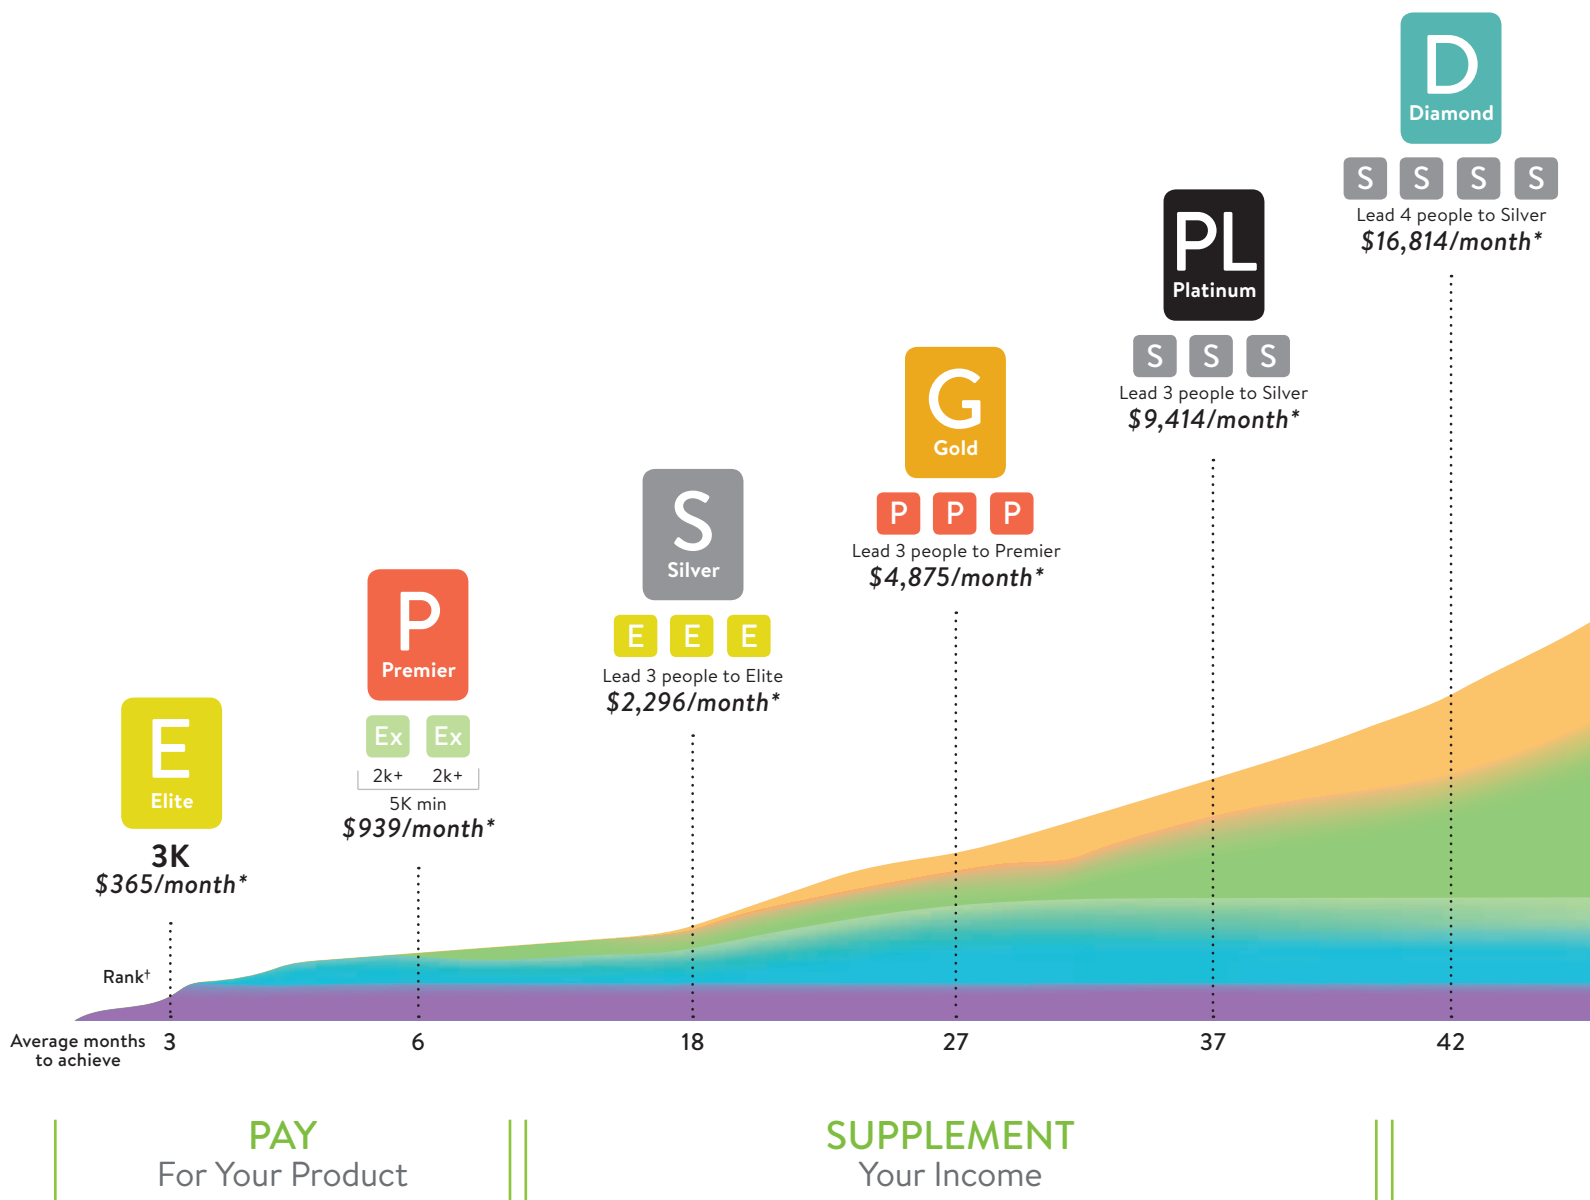 D
Diamond
S S S S
Lead 4 people to Silver
$16,814/month*
PL
Platinum
S S S
Lead 3 people to Silver
$9,414/month*
G
Gold
P P P
Lead 3 people to Premier
$4,875/month*
S
Silver
E E E
Lead 3 people to Elite
$2,296/month*
P
Premier
Ex Ex
2k+ 2k+
5K min
$939/month*
E
Elite
3K
$365/month*
Rank†
Average months
to achieve
3 6 18 27 37 42
PAY
For Your Product
SUPPLEMENT
Your Income